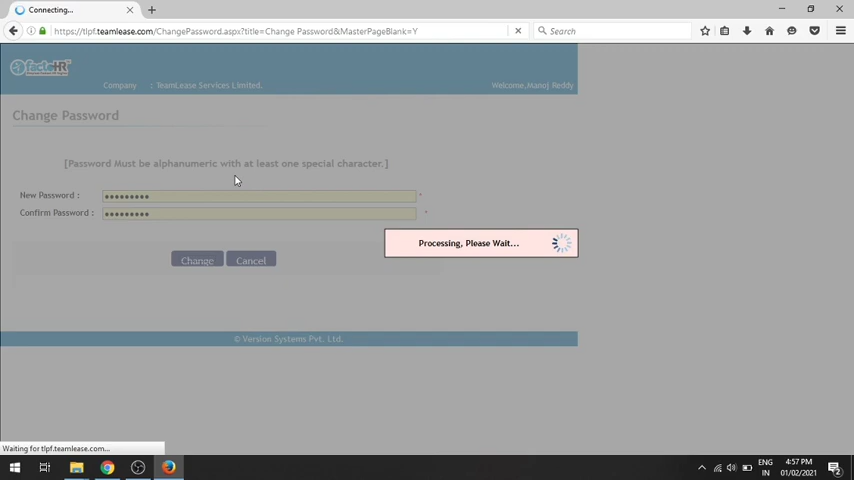 Connecting...
https://tlpf.teamlease.com/ChangePassword.aspx?title=Change Password&MasterPageBlank=Y
Search
factoHR
Company : TeamLease Services Limited.
Welcome,Manoj Reddy
Change Password
[Password Must be alphanumeric with at least one special character.]
New Password : ●●●●●●●●● *
Confirm Password : ●●●●●●●●● *
Processing, Please Wait...
Change Cancel
© Version Systems Pvt. Ltd.
Waiting for tlpf.teamlease.com...
ENG
IN
4:57 PM
01/02/2021
2